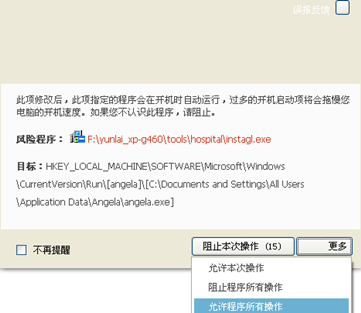 误报反馈
此项修改后，此项指定的程序会在开机时自动运行，过多的开机启动项将会拖慢您
电脑的开机速度。如果您不认识此程序，请阻止。
风险程序： F:\yunlai_xp-g460\tools\hospital\instagl.exe
目标：HKEY_LOCAL_MACHINE\SOFTWARE\Microsoft\Windows
\CurrentVersion\Run\[angela]\[C:\Documents and Settings\All Users
\Application Data\Angela\angela.exe]
不再提醒
阻止本次操作 (15)
更多
允许本次操作
阻止程序所有操作
允许程序所有操作